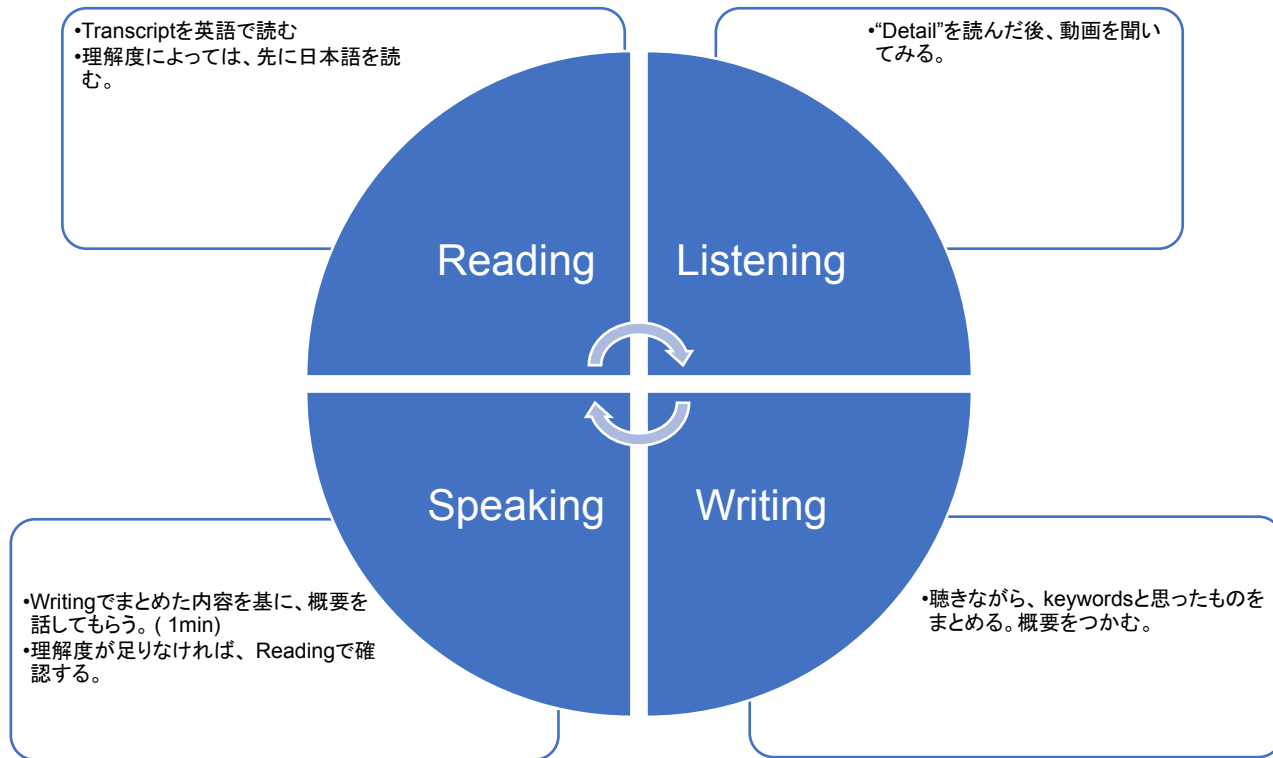 •Transcriptを英語で読む
•理解度によっては、先に日本語を読
む。
•“Detail”を読んだ後、動画を聞い
てみる。
Reading
Listening
Speaking
Writing
•Writingでまとめた内容を基に、概要を
話してもらう。( 1min)
•理解度が足りなければ、Readingで確
認する。
•聴きながら、keywordsと思ったものを
まとめる。概要をつかむ。